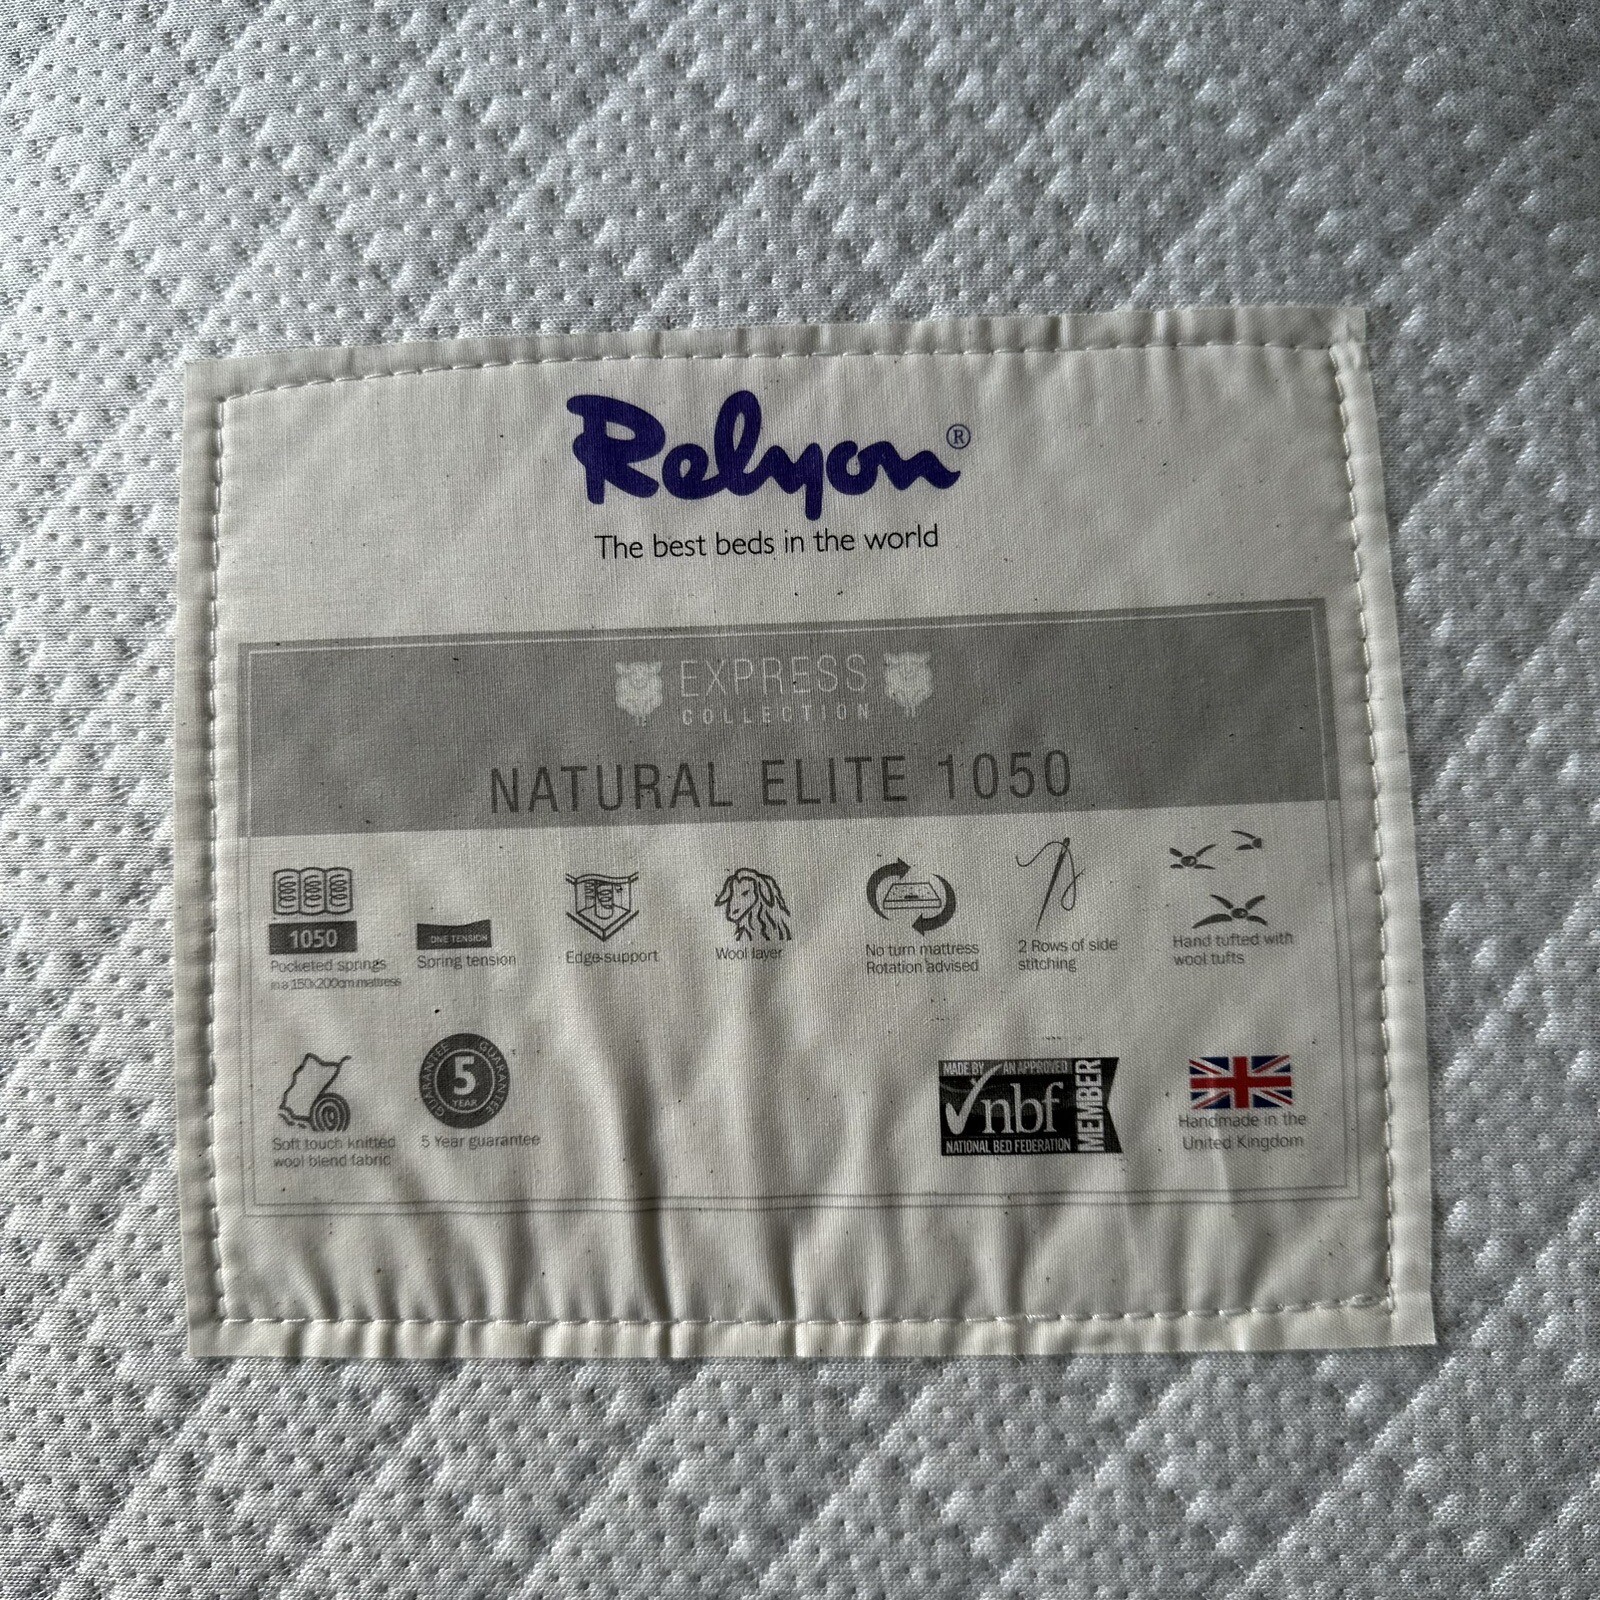 Relyon®
The best beds in the world
EXPRESS
COLLECTION
NATURAL ELITE 1050
1050
Pocketed springs
in a 150x200cm mattress
ONE TENSION
Spring tension
Edge-support
Wool layer
No turn mattress
Rotation advised
2 Rows of side
stitching
Hand tufted with
wool tufts
Soft touch knitted
wool blend fabric
GUARANTEE GUARANTEE
5
YEAR
5 Year guarantee
MADE BY AN APPROVED
nbf
NATIONAL BED FEDERATION
MEMBER
Handmade in the
United Kingdom